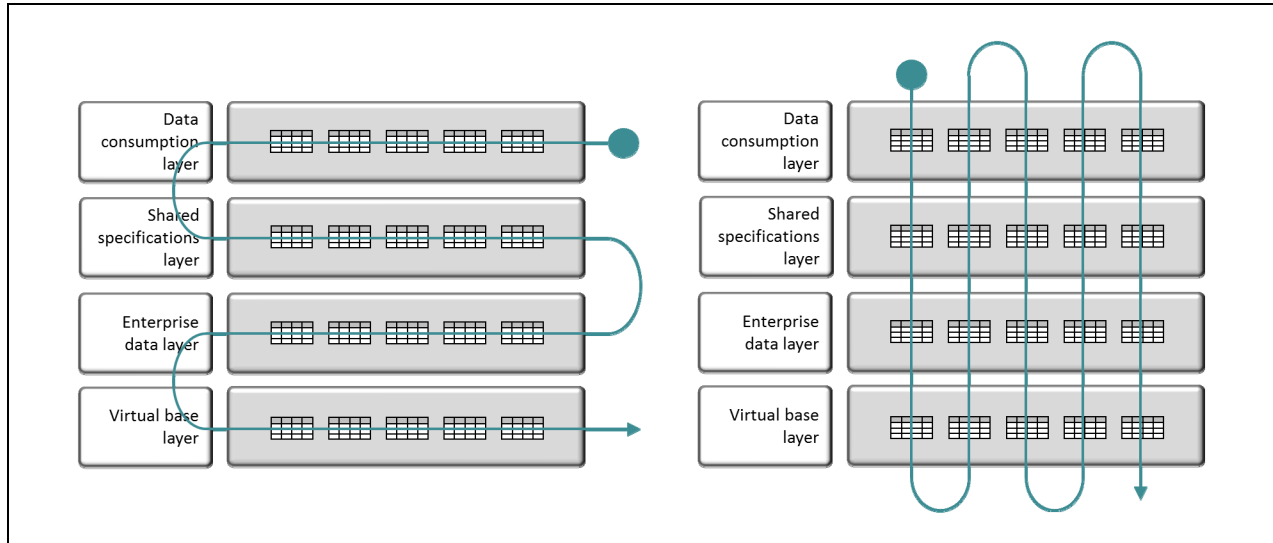 Data
consumption
layer
Shared
specifications
layer
Enterprise
data layer
Virtual base
layer
Data
consumption
layer
Shared
specifications
layer
Enterprise
data layer
Virtual base
layer